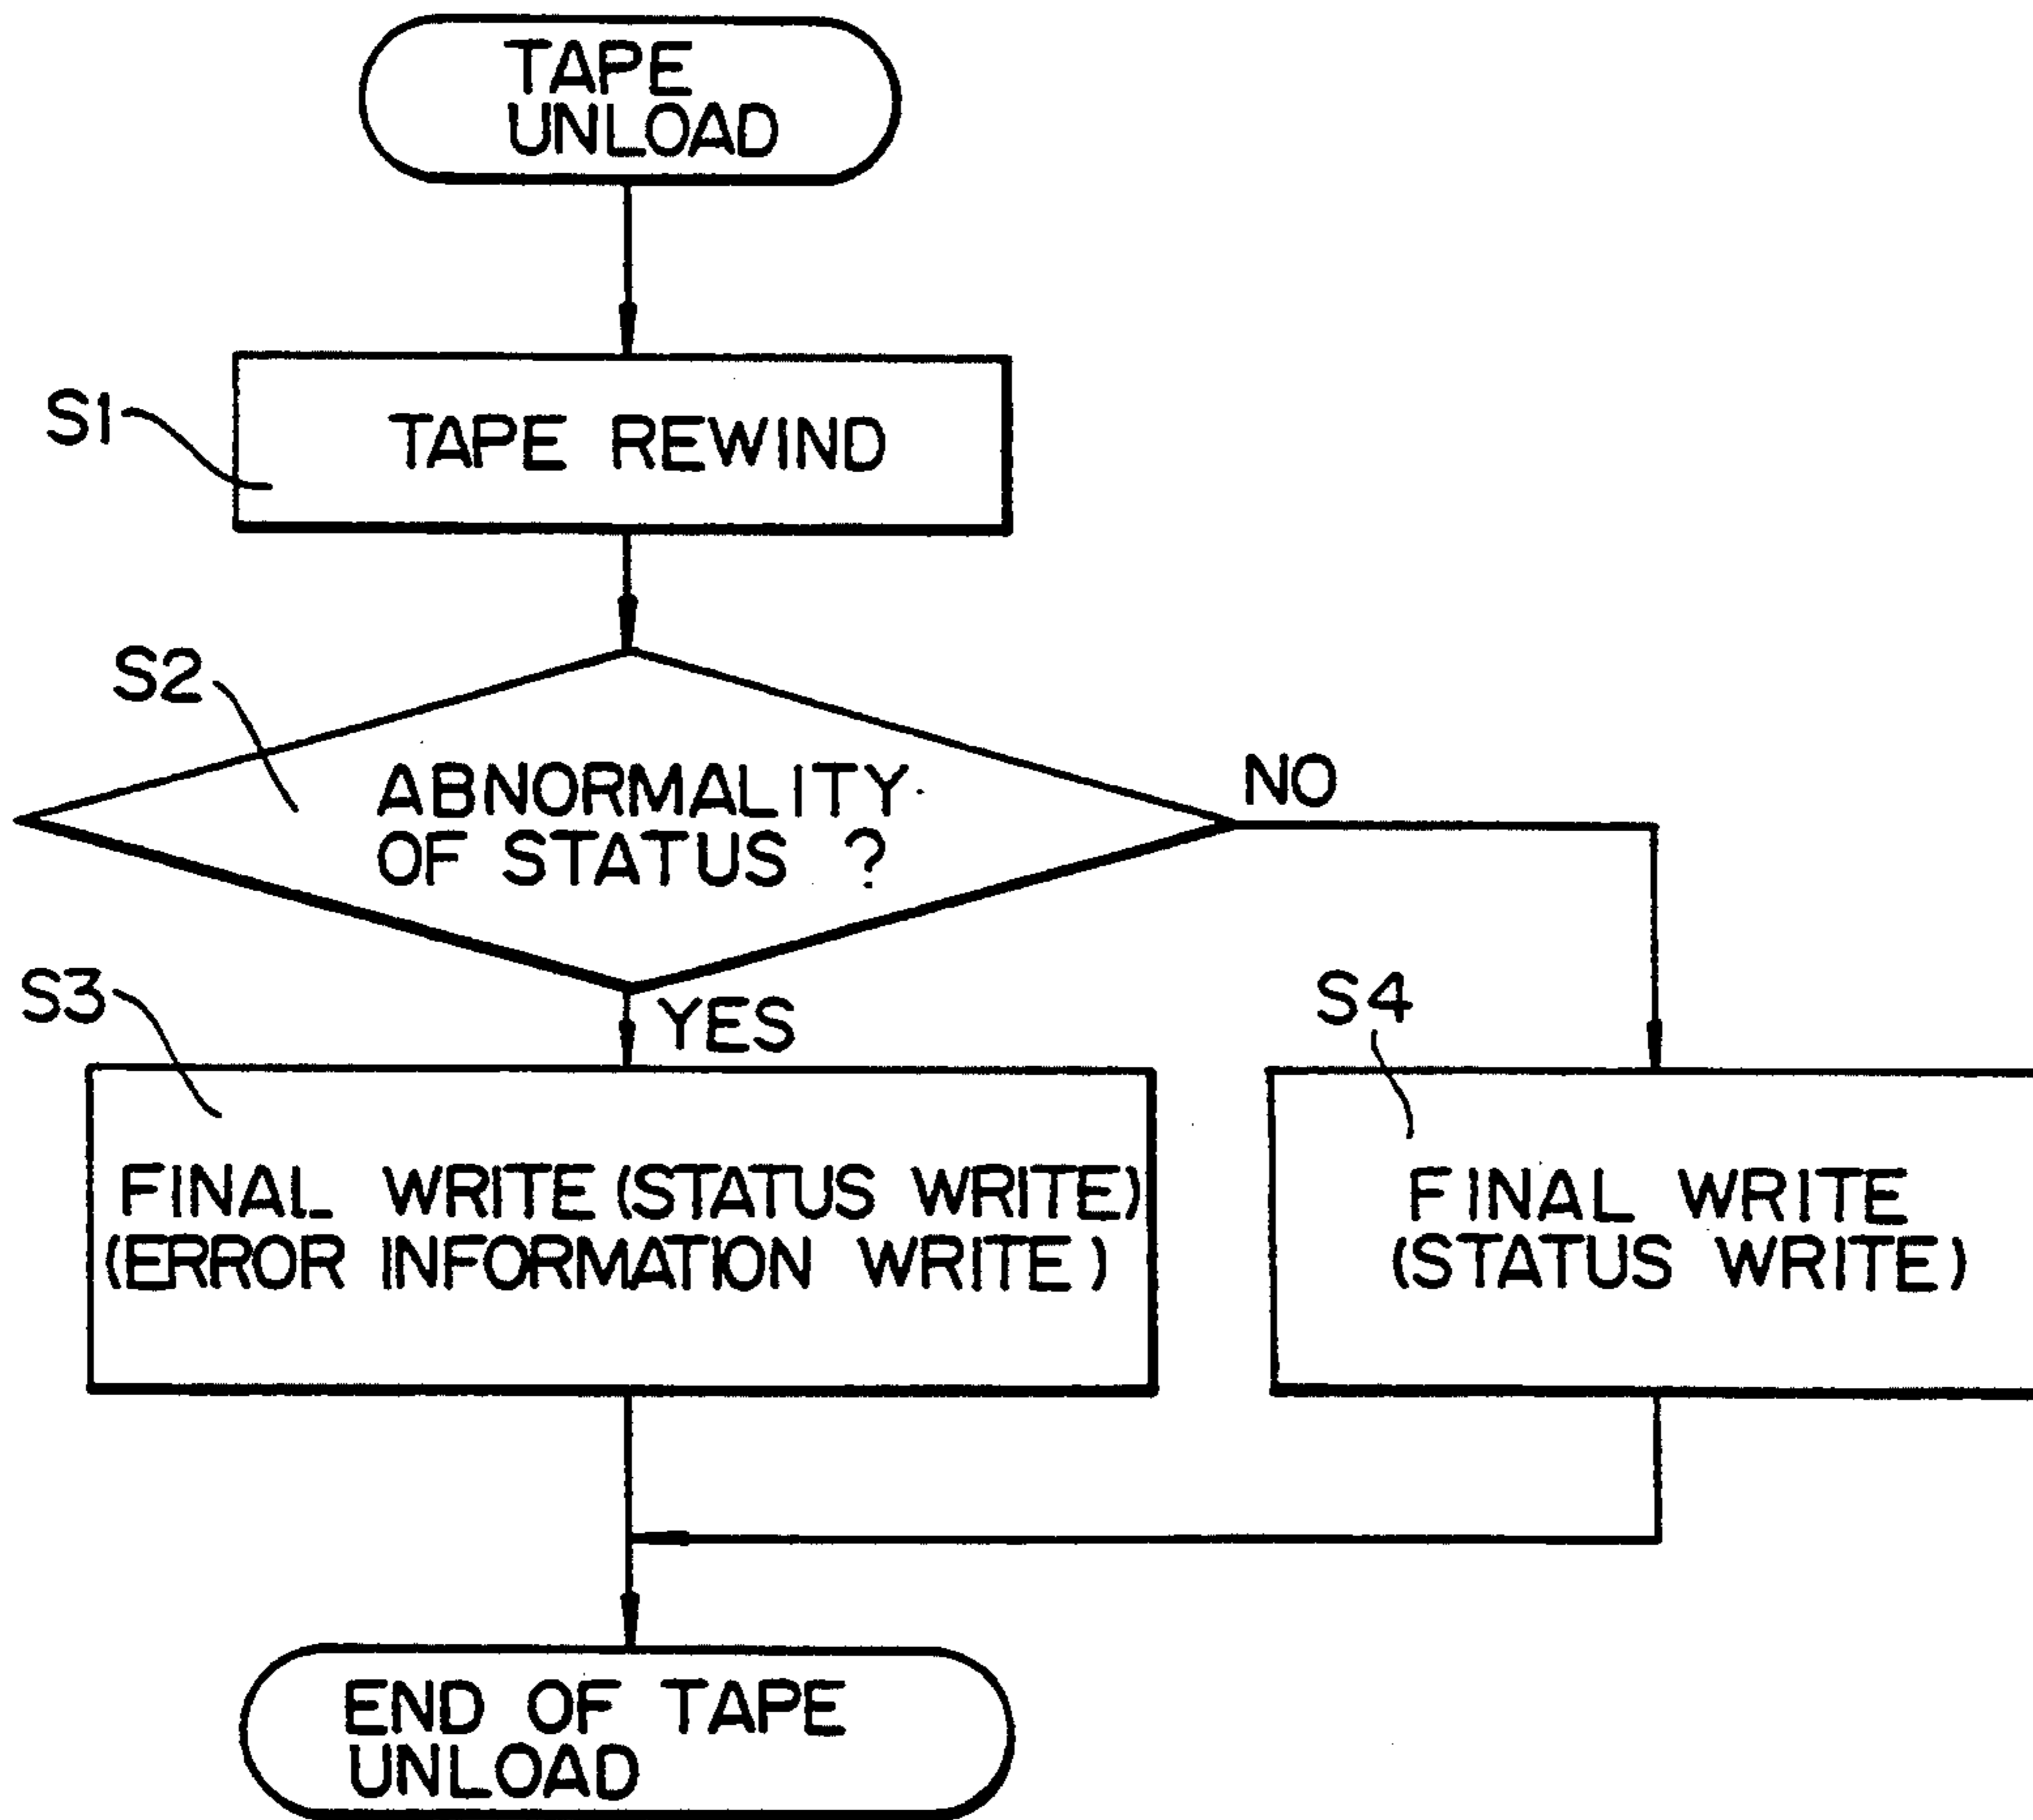 TAPE
UNLOAD
S1
TAPE REWIND
S2
ABNORMALITY
OF STATUS ?
NO
YES
S3
FINAL WRITE (STATUS WRITE)
(ERROR INFORMATION WRITE)
S4
FINAL WRITE
(STATUS WRITE)
END OF TAPE
UNLOAD